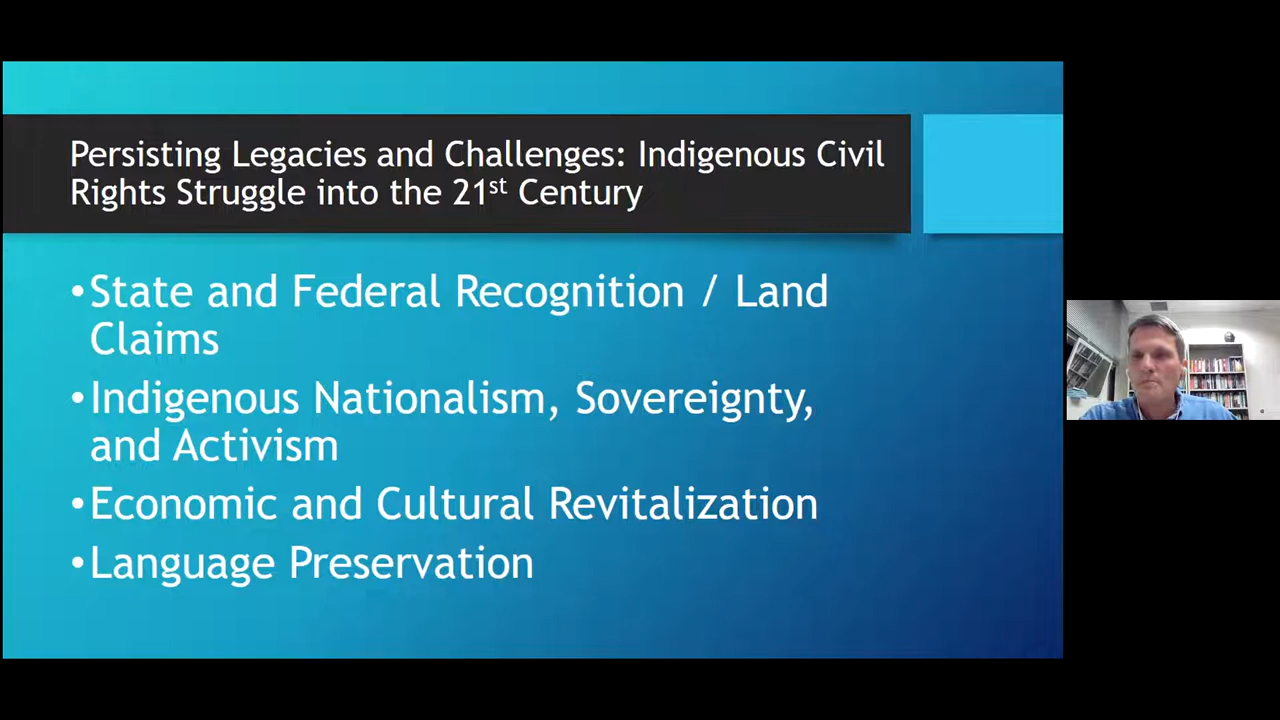 Persisting Legacies and Challenges: Indigenous Civil
Rights Struggle into the 21st Century
•State and Federal Recognition / Land
Claims
•Indigenous Nationalism, Sovereignty,
and Activism
•Economic and Cultural Revitalization
•Language Preservation